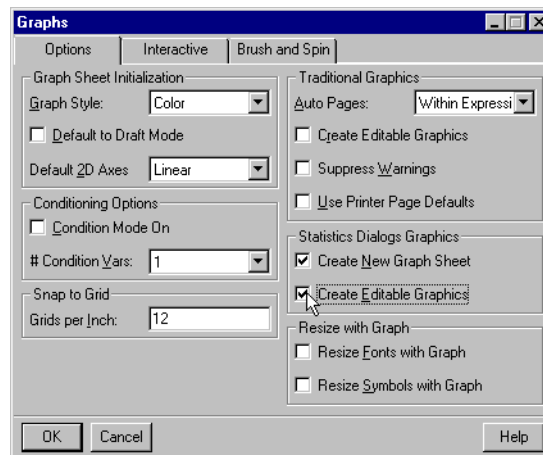 Graphs
Options
Interactive
Brush and Spin
Graph Sheet Initialization
Graph Style:
Color
Default to Draft Mode
Default 2D Axes
Linear
Conditioning Options
Condition Mode On
# Condition Vars:
1
Snap to Grid
Grids per Inch:
12
Traditional Graphics
Auto Pages:
Within Expressi
Create Editable Graphics
Suppress Warnings
Use Printer Page Defaults
Statistics Dialogs Graphics
Create New Graph Sheet
Create Editable Graphics
Resize with Graph
Resize Fonts with Graph
Resize Symbols with Graph
OK
Cancel
Help